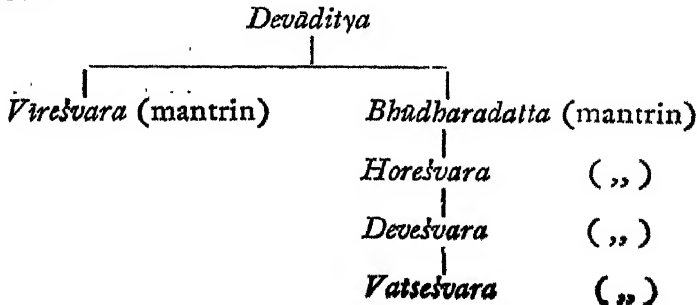 Devāditya
Vīreśvara (mantrin) Bhūdharadatta (mantrin)
Horeśvara ( ,, )
Deveśvara ( ,, )
Vatseśvara ( ,, )